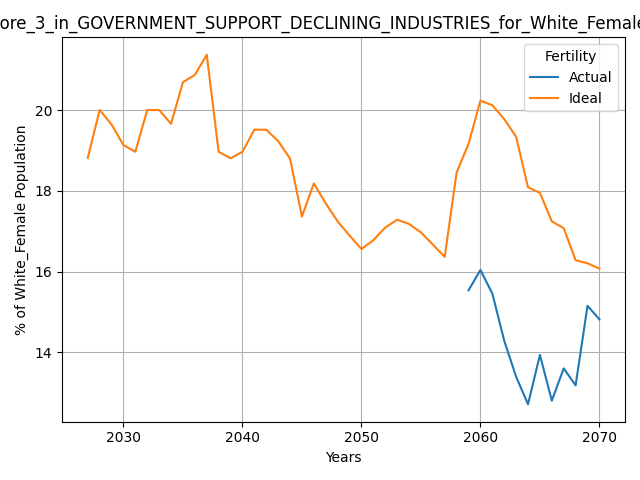 ore_3_in_GOVERNMENT_SUPPORT_DECLINING_INDUSTRIES_for_White_Female
Fertility
Actual
Ideal
% of White_Female Population
20
18
16
14
2030 2040 2050 2060 2070
Years